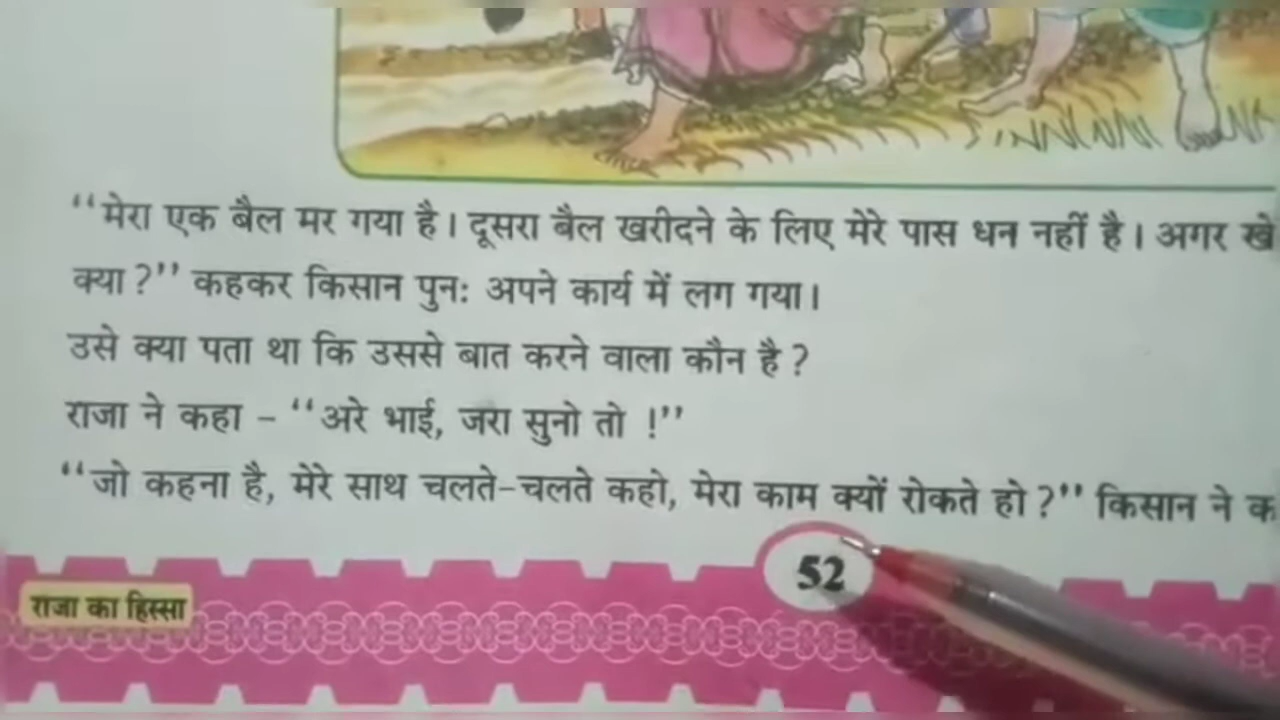 ‘‘मेरा एक बैल मर गया है। दूसरा बैल खरीदने के लिए मेरे पास धन नहीं है। अगर
क्या ?’’ कहकर किसान पुनः अपने कार्य में लग गया।
उसे क्या पता था कि उससे बात करने वाला कौन है ?
राजा ने कहा – ‘‘अरे भाई, जरा सुनो तो !’’
‘‘जो कहना है, मेरे साथ चलते-चलते कहो, मेरा काम क्यों रोकते हो ?’’ किसान ने
52
राजा का हिस्सा